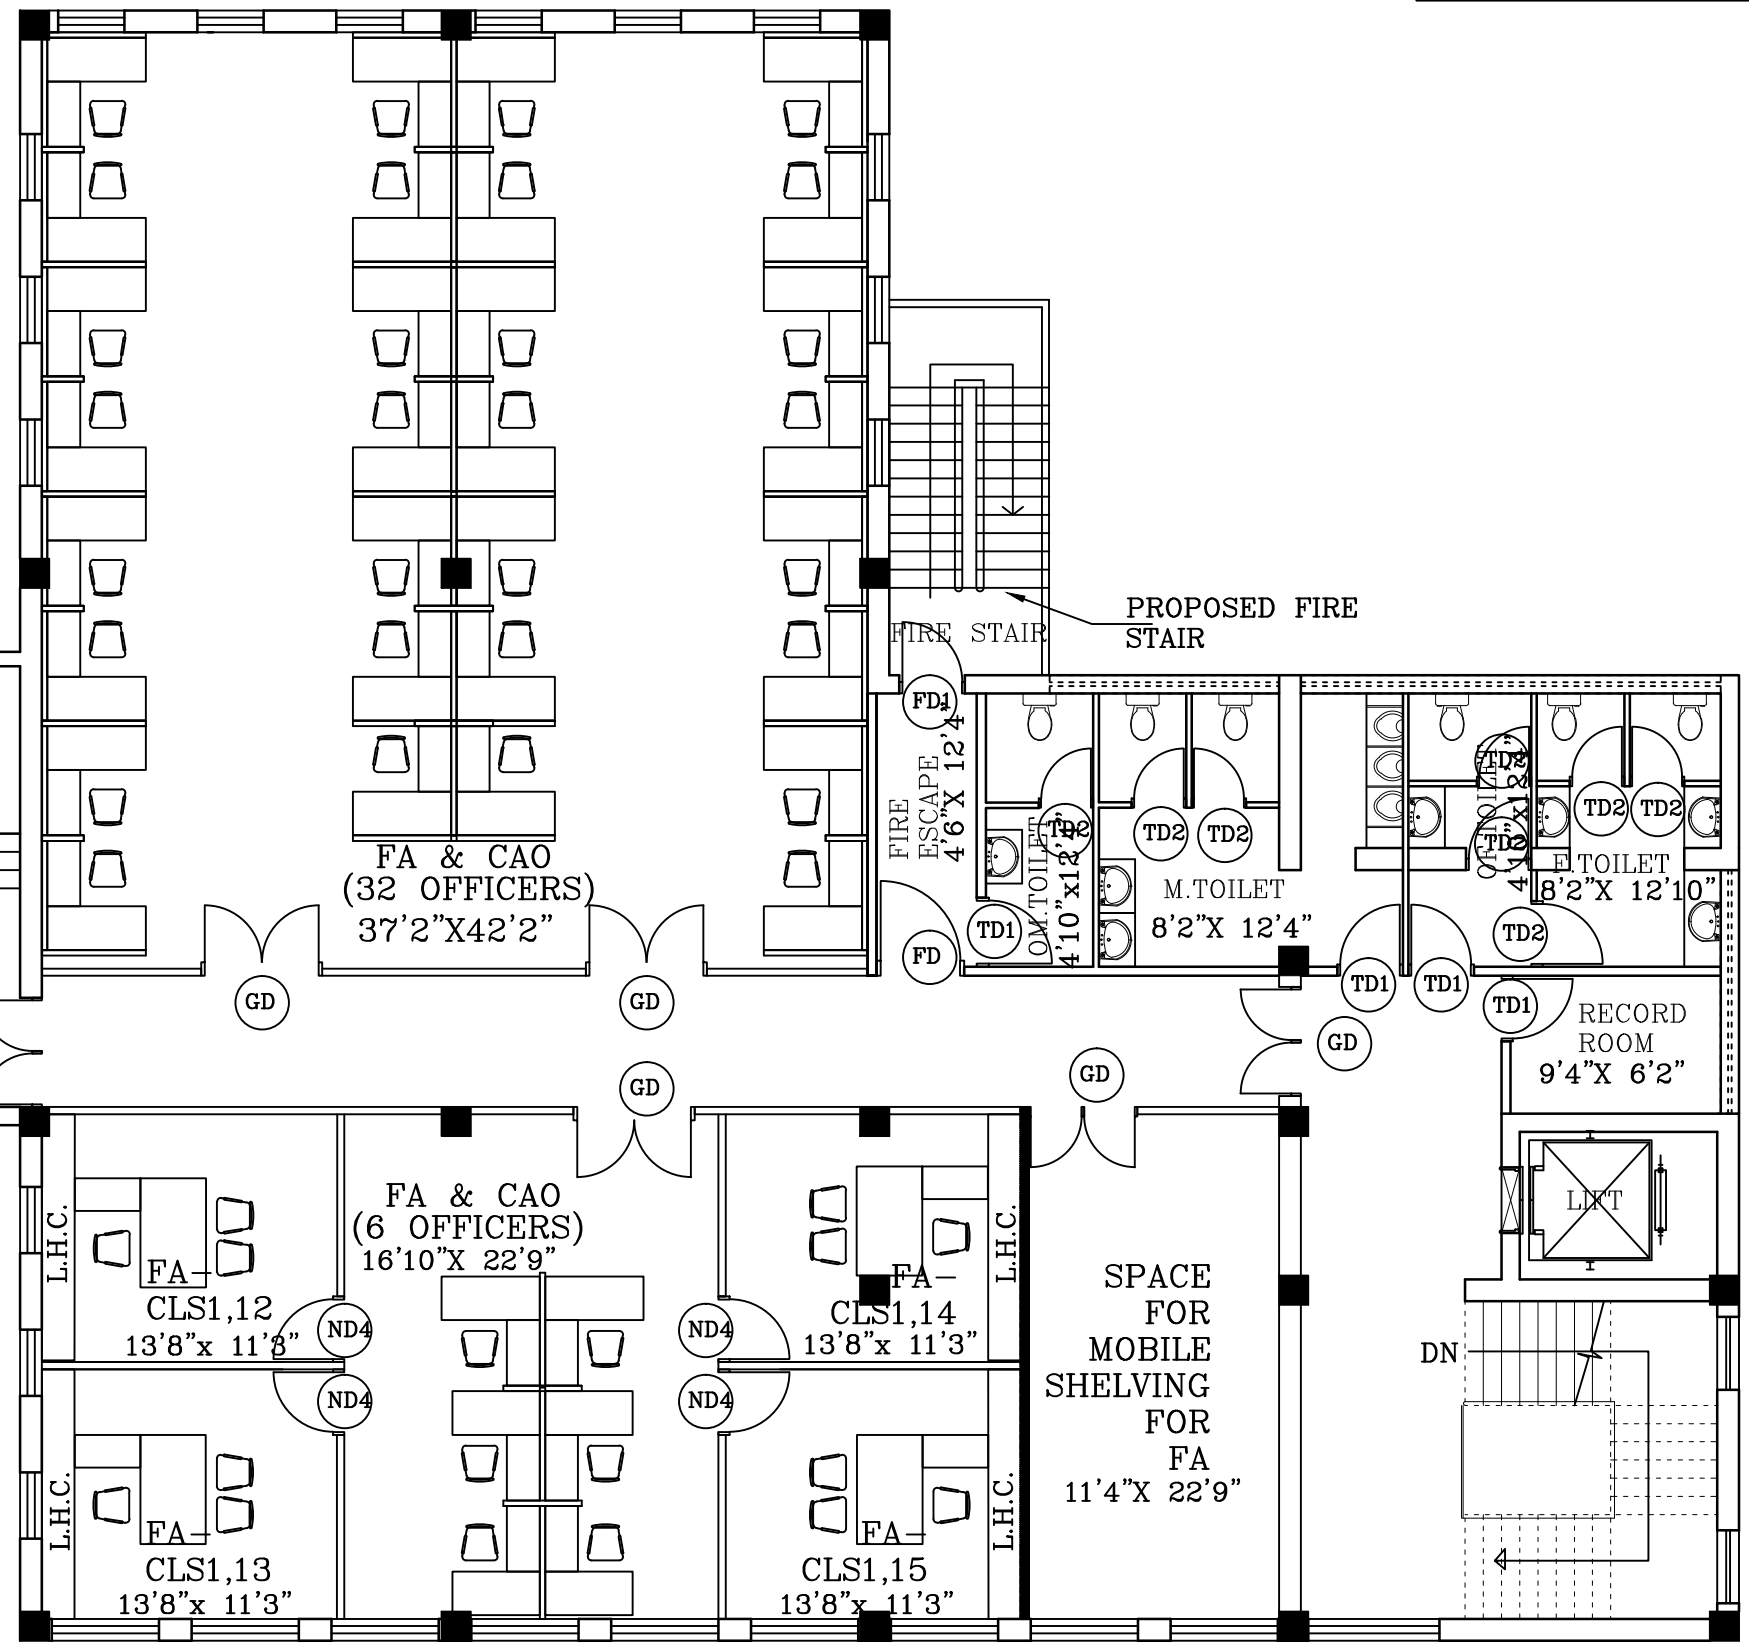 PROPOSED FIRE
STAIR
FIRE STAIR
FD1
FIRE
ESCAPE
4'6"X 12'4"
FD
TD1
OM.TOILET
4'10"x12'4"
TD2
TD2
TD2
M.TOILET
8'2"X 12'4"
TD2
TD2
4'10"x12'4"
TD2
TD2
F.TOILET
8'2"X 12'10"
TD2
TD1
TD1
TD1
RECORD
ROOM
9'4"X 6'2"
FA & CAO
(32 OFFICERS)
37'2"X42'2"
GD
GD
GD
GD
GD
L.H.C.
FA-
CLS1,12
13'8"x 11'3"
ND4
FA & CAO
(6 OFFICERS)
16'10"X 22'9"
ND4
FA-
CLS1,14
13'8"x 11'3"
L.H.C.
SPACE
FOR
MOBILE
SHELVING
FOR
FA
11'4"X 22'9"
LIFT
DN
L.H.C.
FA-
CLS1,13
13'8"x 11'3"
ND4
ND4
FA-
CLS1,15
13'8"x 11'3"
L.H.C.